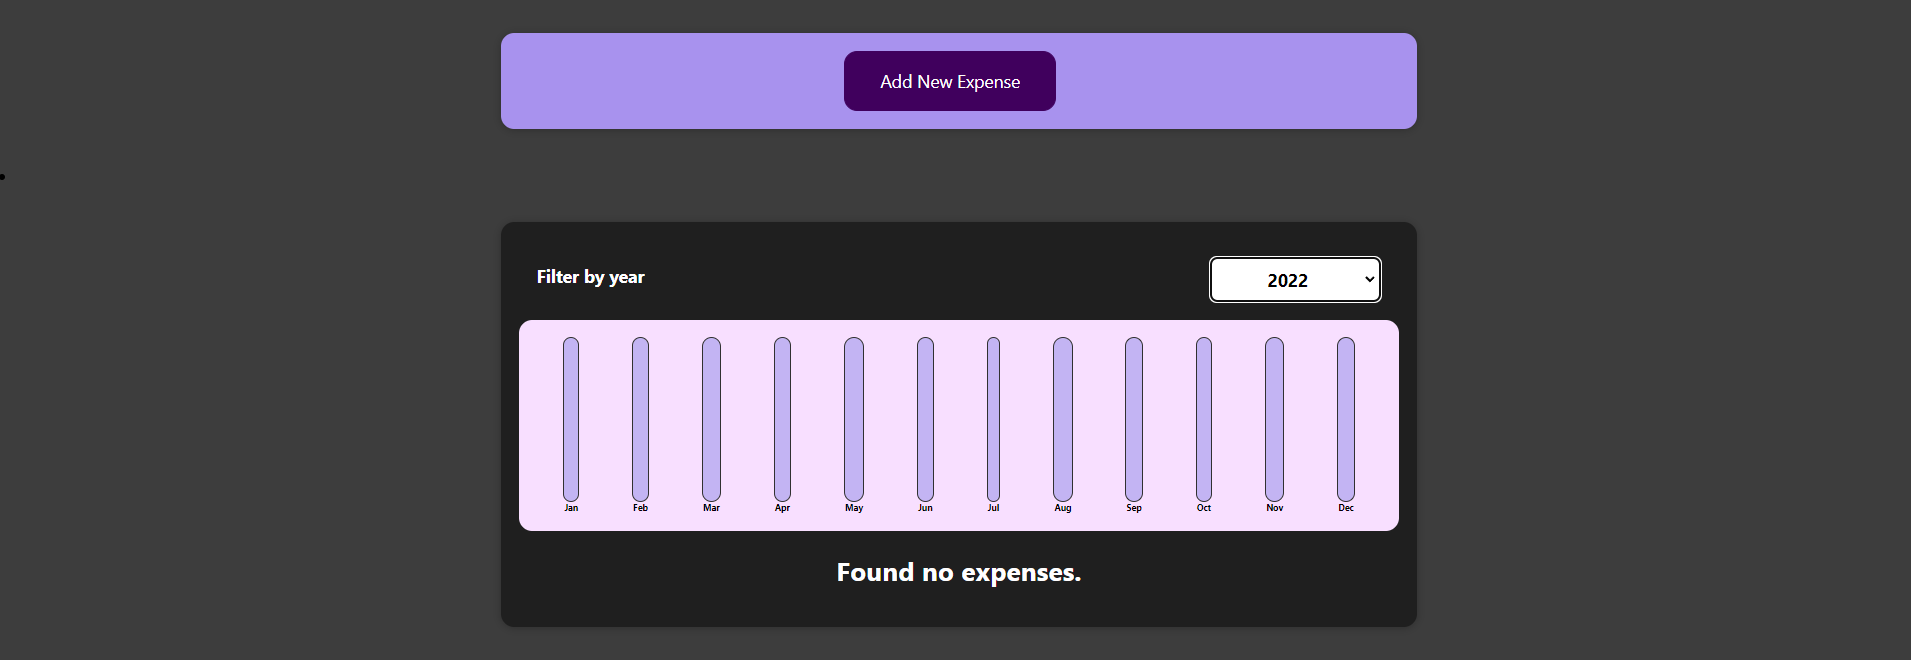 Add New Expense
Filter by year
2022
Jan Feb Mar Apr May Jun Jul Aug Sep Oct Nov Dec
Found no expenses.